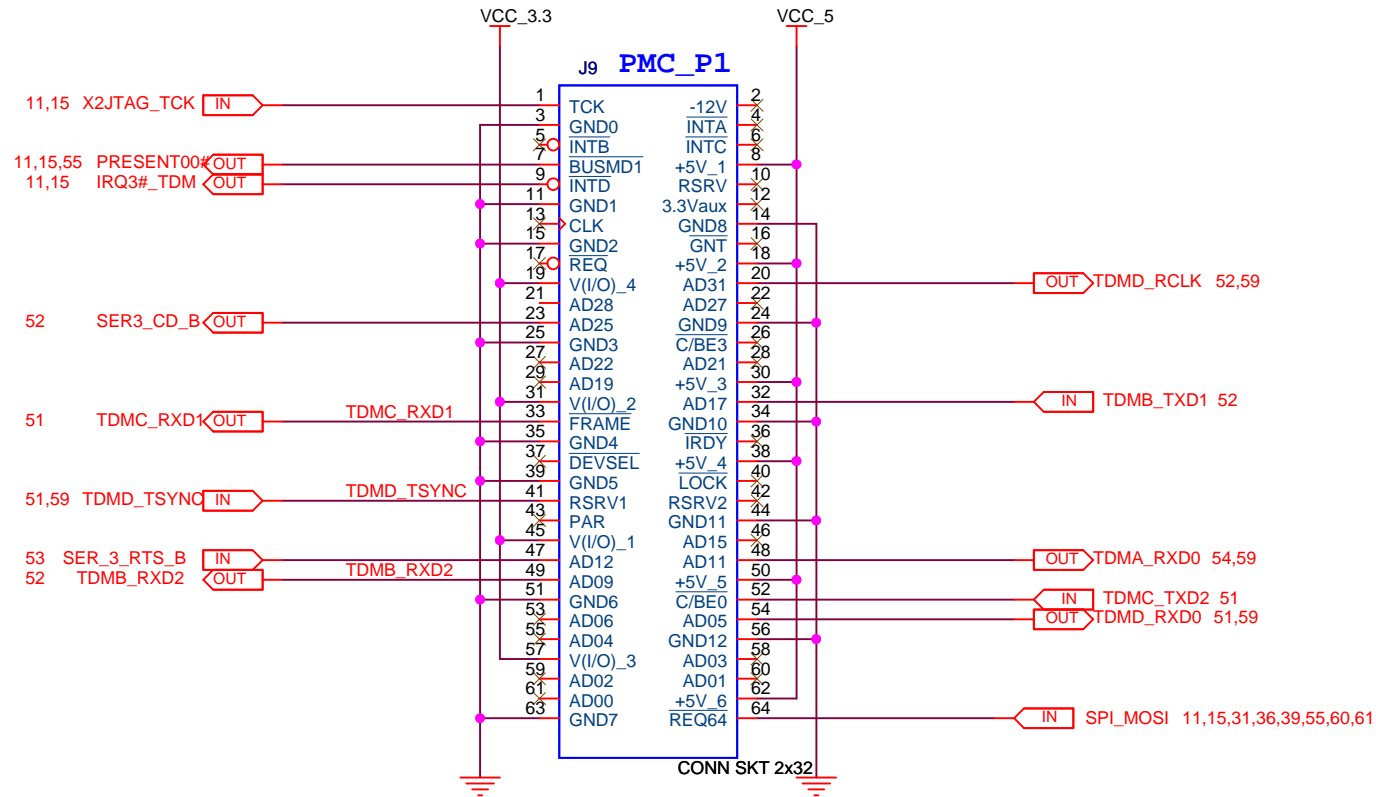 VCC_3.3 VCC_5
J9 PMC_P1
11,15 X2JTAG_TCK IN 1 TCK -12V 2
3 GND0 INTA 4
5 INTB INTC 6
11,15,55 PRESENT00# OUT 7 BUSMD1 +5V_1 8
11,15 IRQ3#_TDM OUT 9 INTD RSRV 10
11 GND1 3.3Vaux 12
13 CLK GND8 14
15 GND2 GNT 16
17 REQ +5V_2 18
19 V(I/O)_4 AD31 20 OUT TDMD_RCLK 52,59
21 AD28 AD27 22
52 SER3_CD_B OUT 23 AD25 GND9 24
25 GND3 C/BE3 26
27 AD22 AD21 28
29 AD19 +5V_3 30
31 V(I/O)_2 AD17 32 IN TDMB_TXD1 52
51 TDMC_RXD1 OUT TDMC_RXD1 33 FRAME GND10 34
35 GND4 IRDY 36
37 DEVSEL +5V_4 38
39 GND5 LOCK 40
51,59 TDMD_TSYNC IN TDMD_TSYNC 41 RSRV1 RSRV2 42
43 PAR GND11 44
45 V(I/O)_1 AD15 46
53 SER_3_RTS_B IN 47 AD12 AD11 48 OUT TDMA_RXD0 54,59
52 TDMB_RXD2 OUT TDMB_RXD2 49 AD09 +5V_5 50
51 GND6 C/BE0 52 IN TDMC_TXD2 51
53 AD06 AD05 54 OUT TDMD_RXD0 51,59
55 AD04 GND12 56
57 V(I/O)_3 AD03 58
59 AD02 AD01 60
61 AD00 +5V_6 62
63 GND7 REQ64 64 IN SPI_MOSI 11,15,31,36,39,55,60,61
CONN SKT 2x32